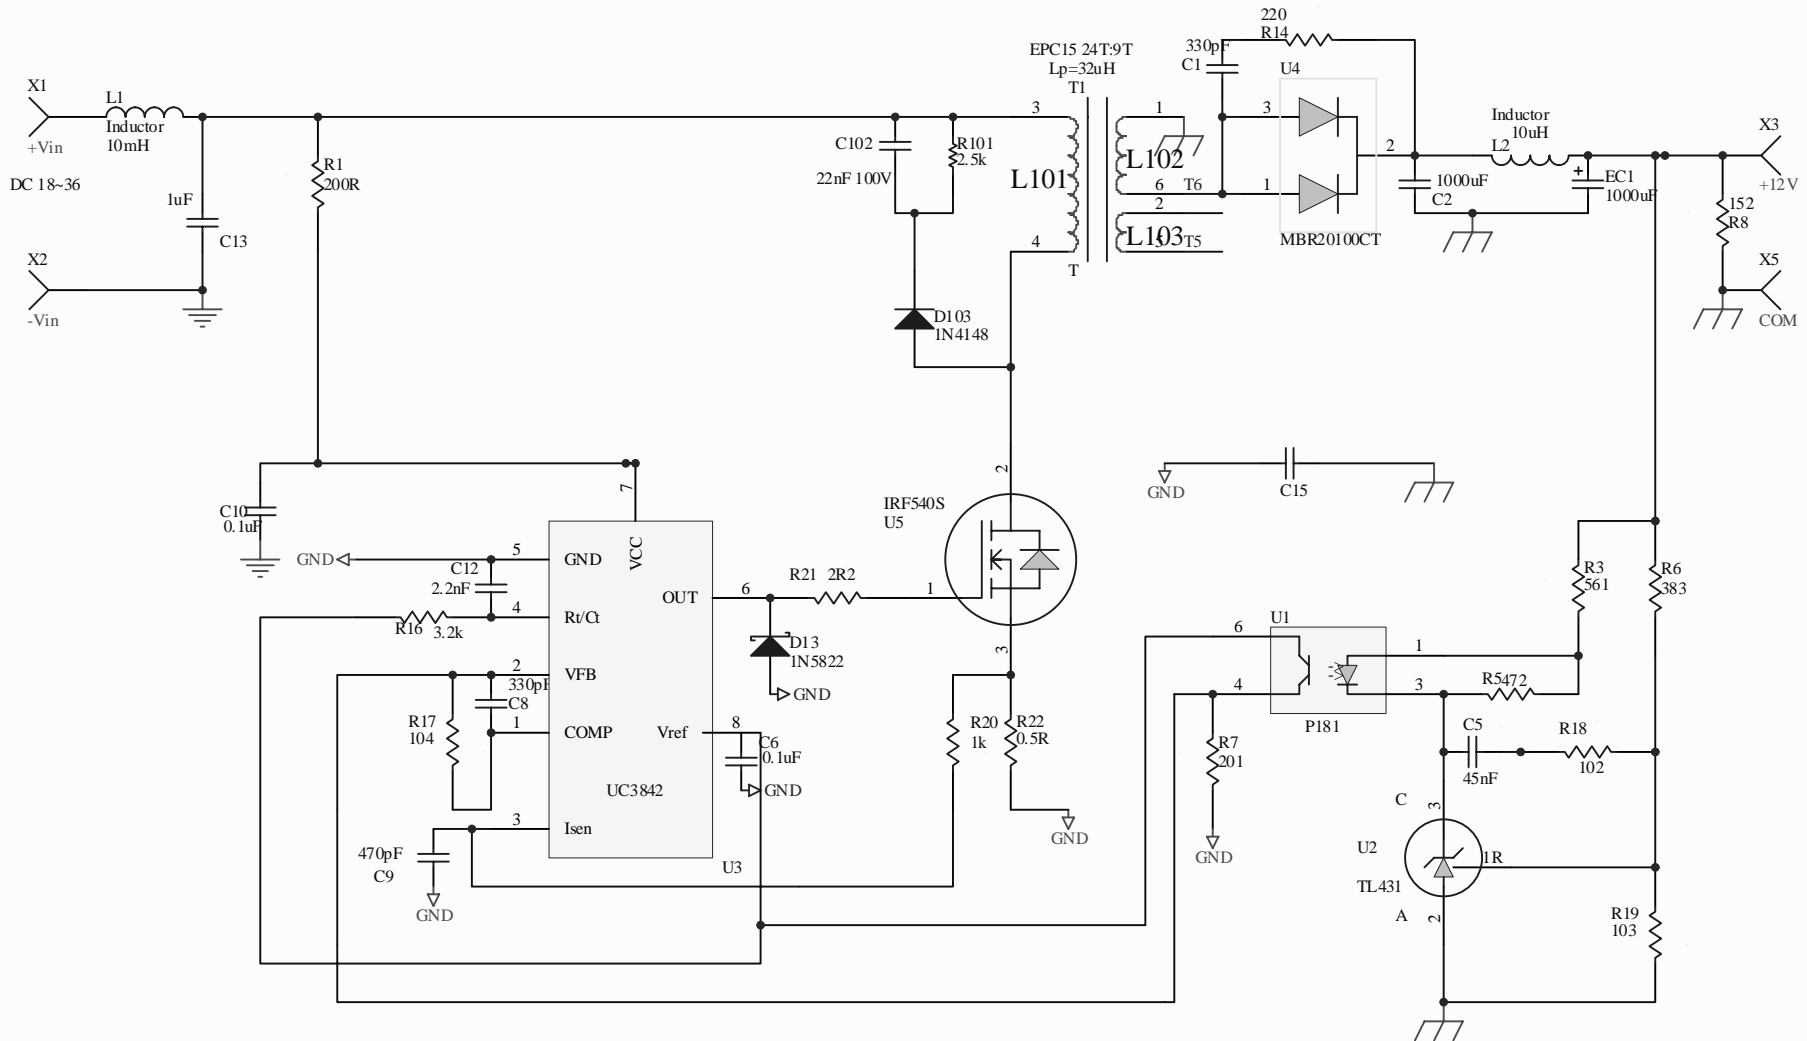 220
R14
330pF
C1
EPC15 24T:9T
Lp=32uH
T1
U4
X1
L1
Inductor
10mH
+Vin
DC 18~36
3
1
3
Inductor
10uH
L2
X3
C102
R101
2.5k
L102
2
+12V
R1
200R
22nF 100V
L101
6
T6
1
1000uF
C2
+
EC1
1000uF
1uF
C13
2
152
R8
4
L103
5
T5
MBR20100CT
X2
-Vin
T
X5
COM
D103
1N4148
2
7
IRF540S
U5
GND
C15
C10
0.1uF
GND
5
GND
VCC
C12
2.2nF
OUT
6
R21
2R2
1
R3
561
R6
383
4
Rt/Ct
R16
3.2k
U1
6
1
D13
1N5822
3
2
VFB
330pF
C8
GND
4
3
R5
472
P181
R17
104
1
COMP
Vref
8
C6
0.1uF
GND
R20
1k
R22
0.5R
R7
201
C5
45nF
R18
102
UC3842
C
3
3
Isen
GND
GND
470pF
C9
U3
U2
TL431
1R
GND
A
2
R19
103